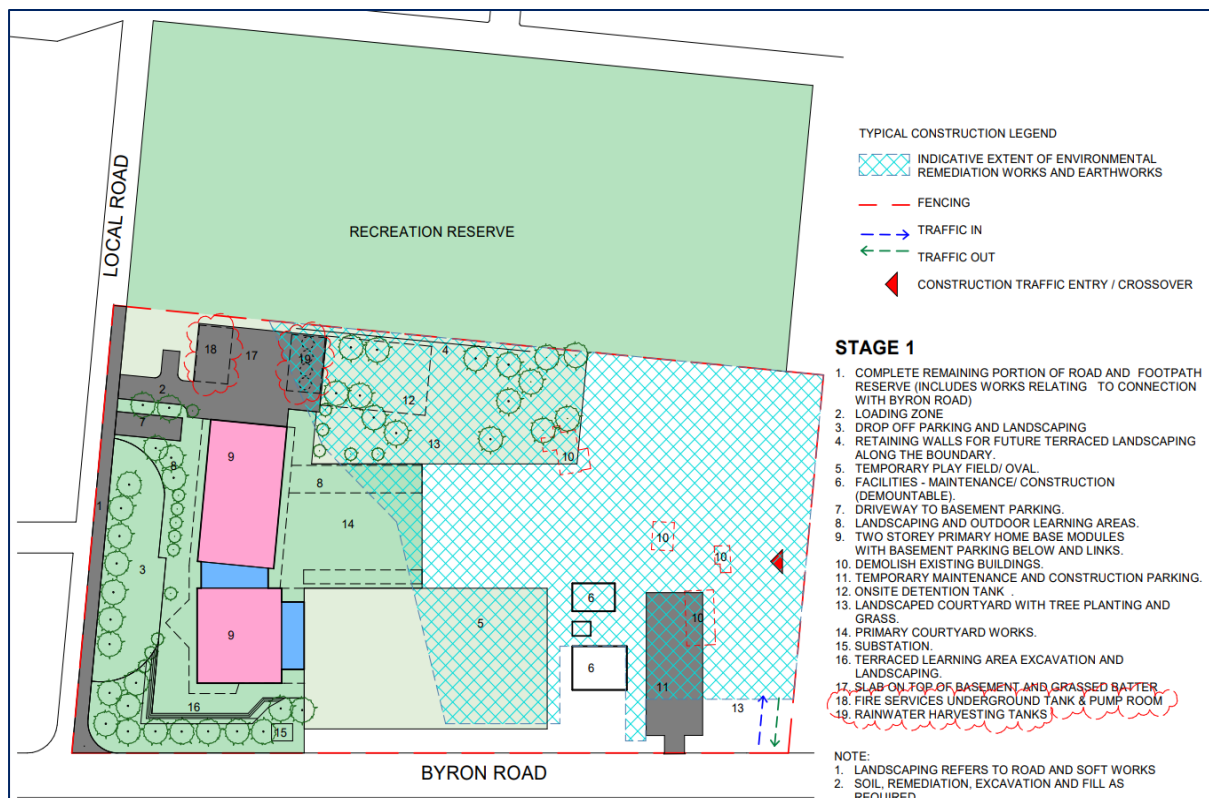 LOCAL ROAD
RECREATION RESERVE
18
17
19
4
2
12
7
13
9
8
10
8
1
14
10
10
3
6
5
10
9
6
11
16
13
15
BYRON ROAD
TYPICAL CONSTRUCTION LEGEND
INDICATIVE EXTENT OF ENVIRONMENTAL
REMEDIATION WORKS AND EARTHWORKS
FENCING
TRAFFIC IN
TRAFFIC OUT
CONSTRUCTION TRAFFIC ENTRY / CROSSOVER
STAGE 1
1. COMPLETE REMAINING PORTION OF ROAD AND FOOTPATH
RESERVE (INCLUDES WORKS RELATING TO CONNECTION
WITH BYRON ROAD)
2. LOADING ZONE
3. DROP OFF PARKING AND LANDSCAPING
4. RETAINING WALLS FOR FUTURE TERRACED LANDSCAPING
ALONG THE BOUNDARY.
5. TEMPORARY PLAY FIELD/ OVAL.
6. FACILITIES - MAINTENANCE/ CONSTRUCTION
(DEMOUNTABLE).
7. DRIVEWAY TO BASEMENT PARKING.
8. LANDSCAPING AND OUTDOOR LEARNING AREAS.
9. TWO STOREY PRIMARY HOME BASE MODULES
WITH BASEMENT PARKING BELOW AND LINKS.
10. DEMOLISH EXISTING BUILDINGS.
11. TEMPORARY MAINTENANCE AND CONSTRUCTION PARKING.
12. ONSITE DETENTION TANK .
13. LANDSCAPED COURTYARD WITH TREE PLANTING AND
GRASS.
14. PRIMARY COURTYARD WORKS.
15. SUBSTATION.
16. TERRACED LEARNING AREA EXCAVATION AND
LANDSCAPING.
17. SLAB ON TOP OF BASEMENT AND GRASSED BATTER
18. FIRE SERVICES UNDERGROUND TANK & PUMP ROOM
19. RAINWATER HARVESTING TANKS
NOTE:
1. LANDSCAPING REFERS TO ROAD AND SOFT WORKS
2. SOIL, REMEDIATION, EXCAVATION AND FILL AS
REQUIRED